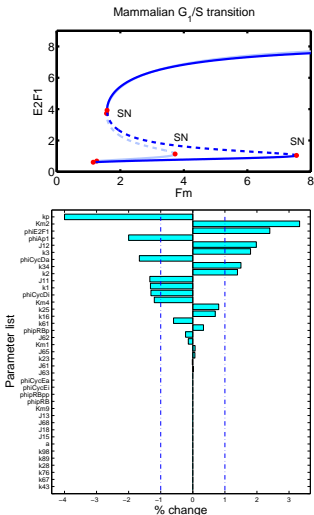 Mammalian G1/S transition
8
6
4
2
0
E2F1
SN
SN
SN
0
2
4
6
8
Fm
Parameter list
kp
Km2
phiE2F1
phiAp1
J12
k3
phiCycDa
k34
k2
J11
k1
phiCycDi
Km4
k25
k16
k61
phipRBp
J62
Km1
J65
k23
J61
J63
phiCycEa
phiCycEi
phipRBpp
phipRB
Km9
J13
J68
J18
J15
a
k98
k89
k28
k76
k67
k43
−4
−3
−2
−1
0
1
2
3
% change